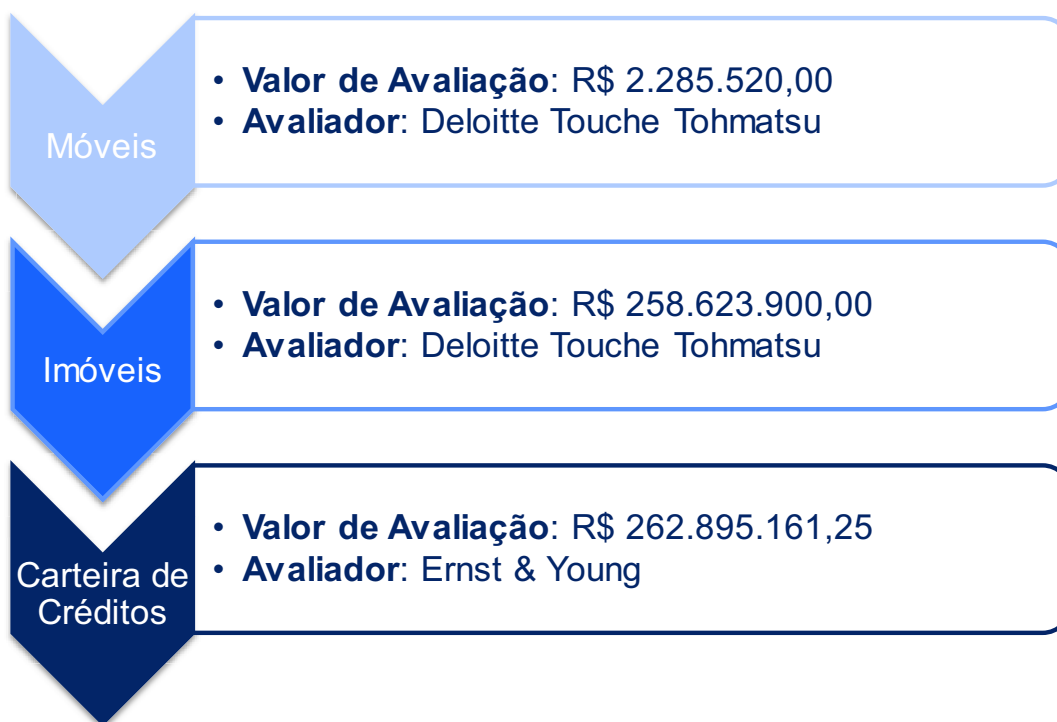 Móveis
• Valor de Avaliação: R$ 2.285.520,00
• Avaliador: Deloitte Touche Tohmatsu
Imóveis
• Valor de Avaliação: R$ 258.623.900,00
• Avaliador: Deloitte Touche Tohmatsu
Carteira de
Créditos
• Valor de Avaliação: R$ 262.895.161,25
• Avaliador: Ernst & Young